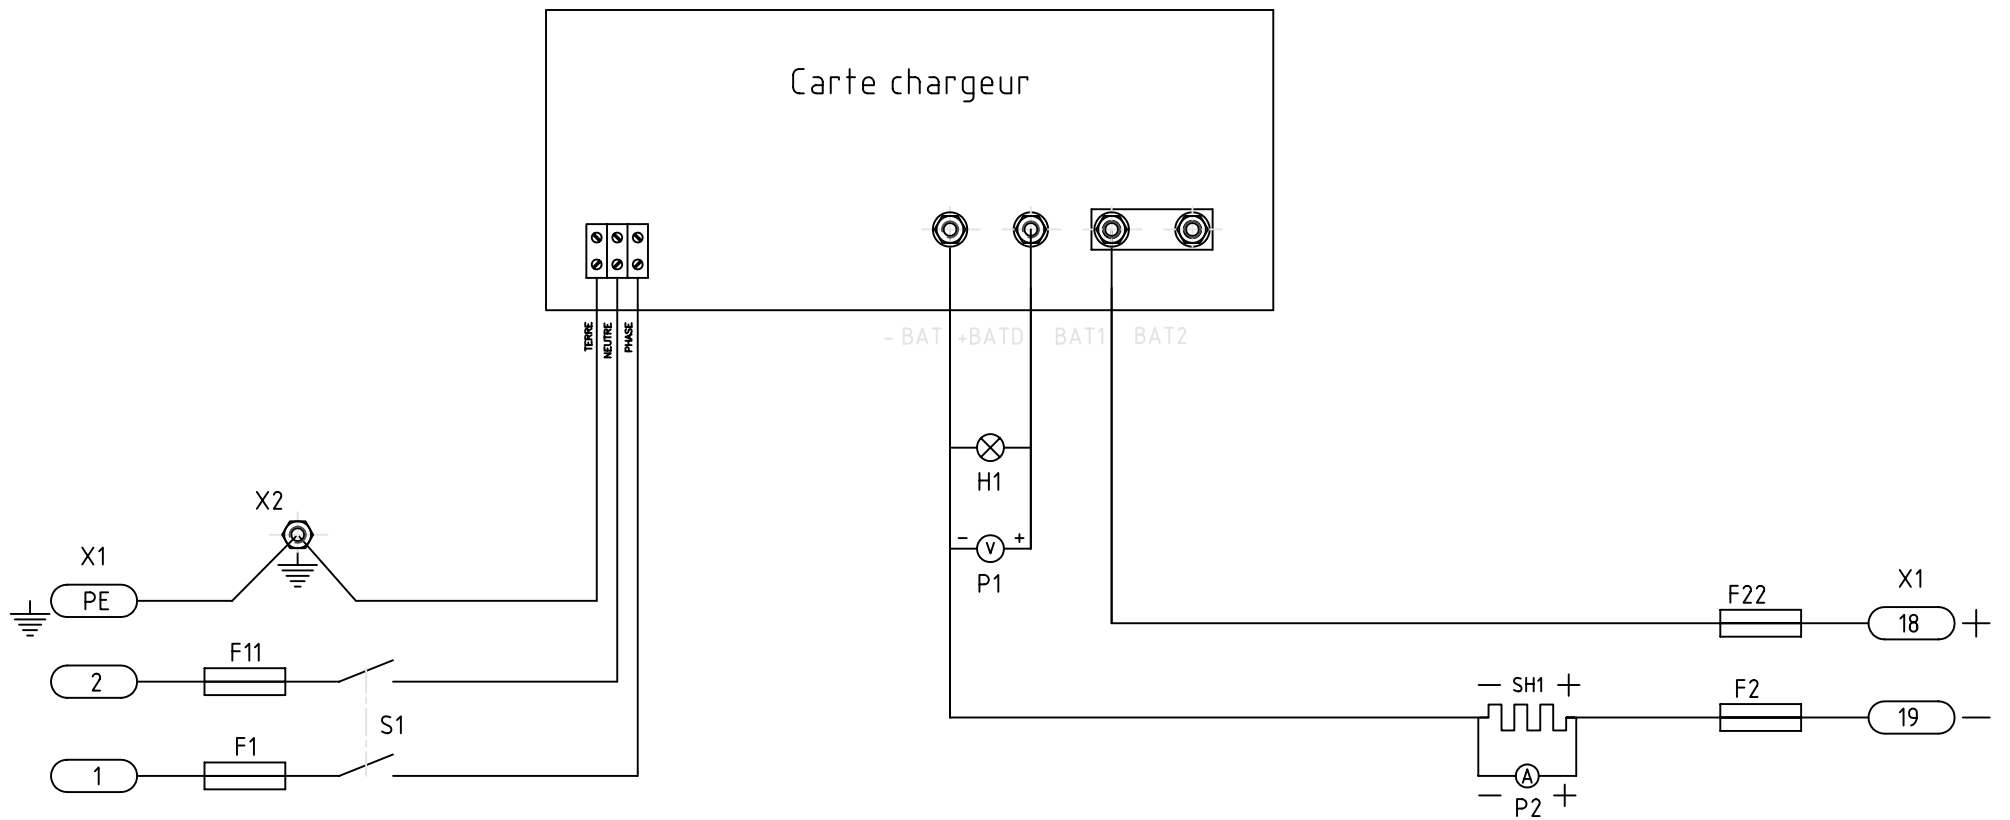 Carte chargeur
TERRE
NEUTRE
PHASE
- BAT +BATD BAT1 BAT2
H1
X2
- +
V
X1
P1
X1
PE
F22
18 +
F11
2
- SH1 +
F2
S1
19 -
F1
1
A
- +
P2